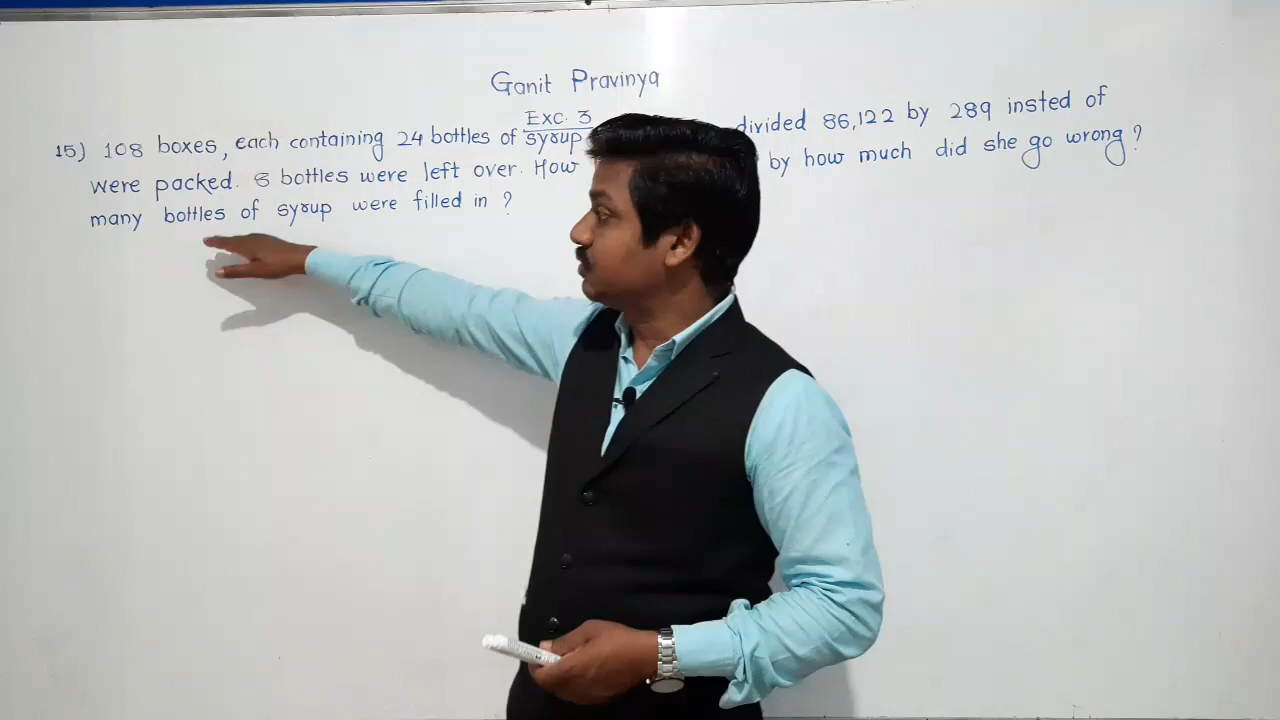 Ganit Pravinya
Exc. 3
15) 108 boxes, each containing 24 bottles of syrup
were packed. 8 bottles were left over. How
many bottles of syrup were filled in ?
divided 86,122 by 289 insted of
by how much did she go wrong ?